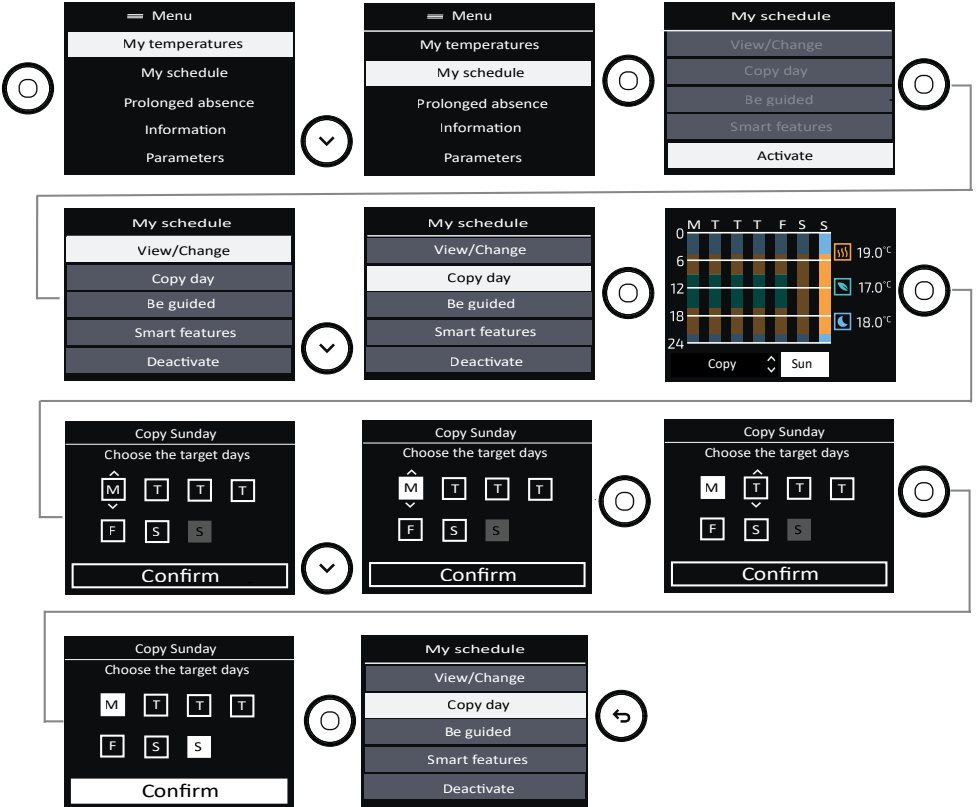 Menu
My temperatures
My schedule
Prolonged absence
Information
Parameters
Menu
My temperatures
My schedule
Prolonged absence
Information
Parameters
My schedule
View/Change
Copy day
Be guided
Smart features
Activate
My schedule
View/Change
Copy day
Be guided
Smart features
Deactivate
My schedule
View/Change
Copy day
Be guided
Smart features
Deactivate
M T T T F S S
0
6
12
18
24
19.0°C
17.0°C
18.0°C
Copy Sun
Copy Sunday
Choose the target days
M T T T
F S S
Confirm
Copy Sunday
Choose the target days
M T T T
F S S
Confirm
Copy Sunday
Choose the target days
M T T T
F S S
Confirm
Copy Sunday
Choose the target days
M T T T
F S S
Confirm
My schedule
View/Change
Copy day
Be guided
Smart features
Deactivate